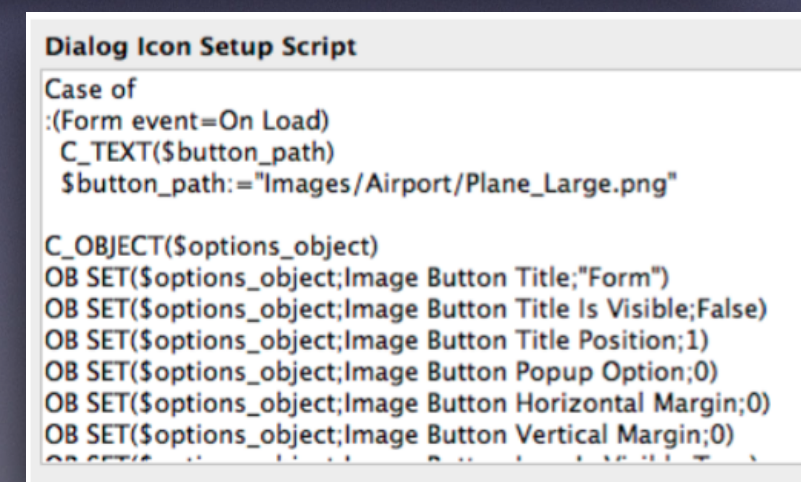 Dialog Icon Setup Script
Case of
:(Form event=On Load)
C_TEXT($button_path)
$button_path:="Images/Airport/Plane_Large.png"
C_OBJECT($options_object)
OB SET($options_object;Image Button Title;"Form")
OB SET($options_object;Image Button Title Is Visible;False)
OB SET($options_object;Image Button Title Position;1)
OB SET($options_object;Image Button Popup Option;0)
OB SET($options_object;Image Button Horizontal Margin;0)
OB SET($options_object;Image Button Vertical Margin;0)